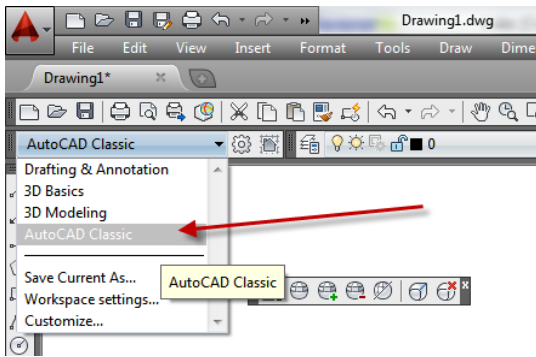 Drawing1.dwg
File Edit View Insert Format Tools Draw Dime
Drawing1*
AutoCAD Classic
0
Drafting & Annotation
3D Basics
3D Modeling
AutoCAD Classic
Save Current As...
AutoCAD Classic
Workspace settings...
Customize...